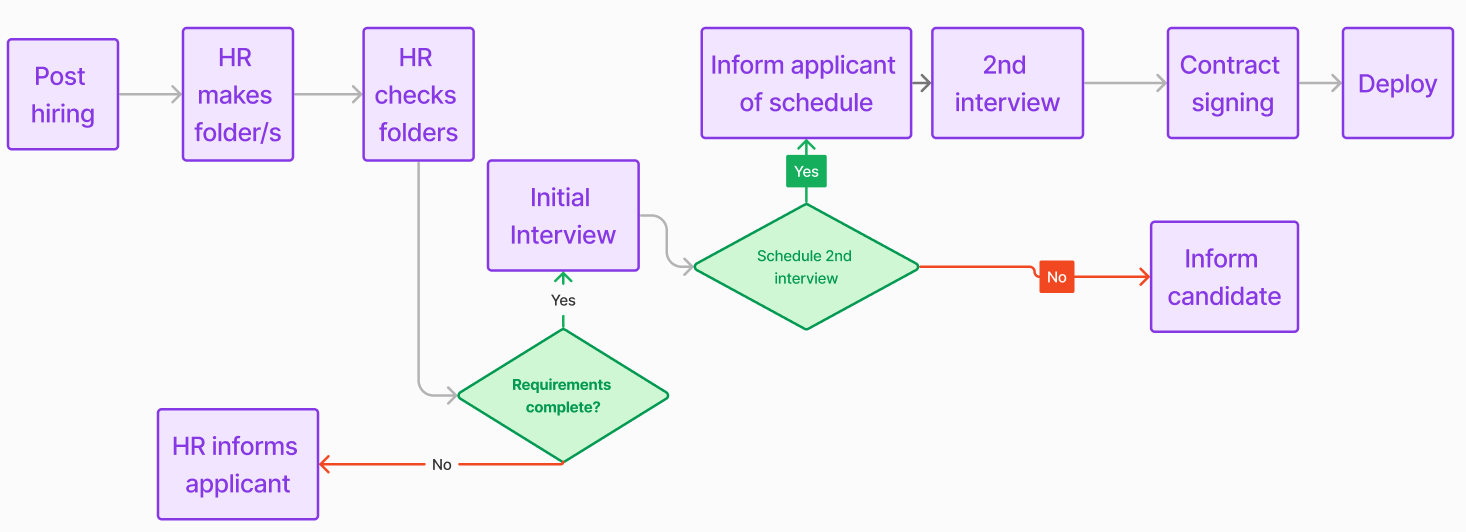 Post
hiring
HR
makes
folder/s
HR
checks
folders
Inform applicant
of schedule
2nd
interview
Contract
signing
Deploy
Yes
Initial
Interview
Schedule 2nd
interview
No
Inform
candidate
Yes
Requirements
complete?
No
HR informs
applicant